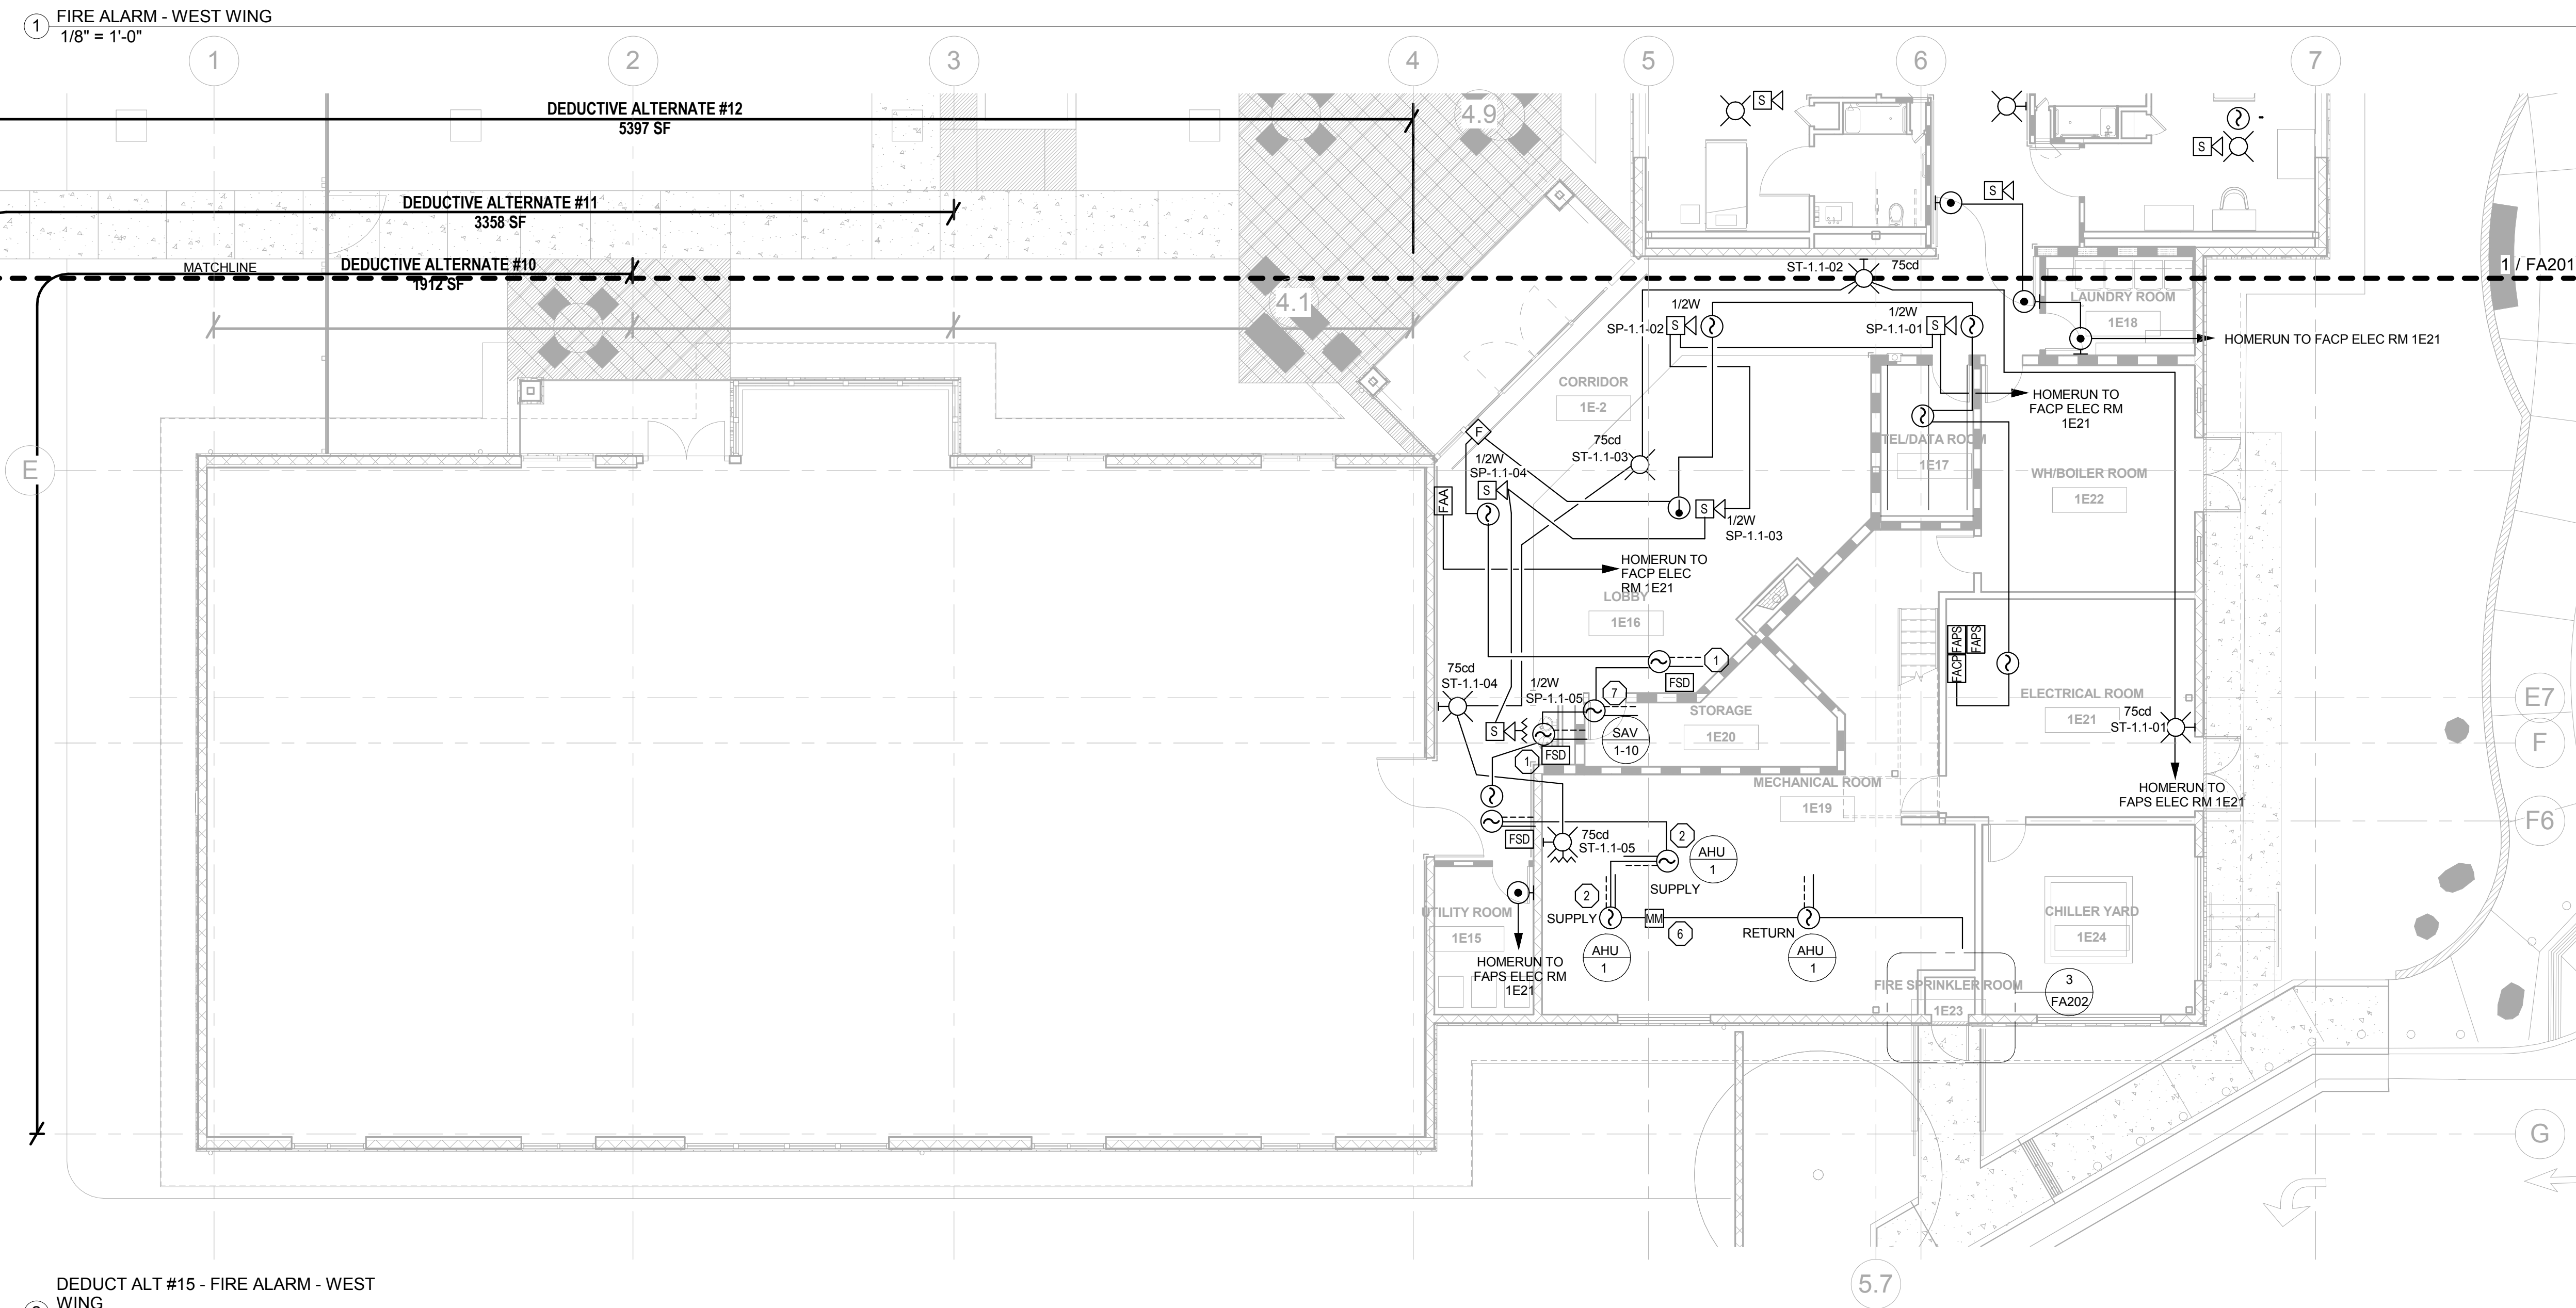 1 FIRE ALARM - WEST WING
1/8" = 1'-0"
1 2 3 4 5 6 7
DEDUCTIVE ALTERNATE #12
5397 SF
4.9
S
S
-
DEDUCTIVE ALTERNATE #11
3358 SF
S
MATCHLINE
DEDUCTIVE ALTERNATE #10
1912 SF
ST-1.1-02
75cd
1 / FA201
4.1
1/2W
SP-1.1-02
S
1/2W
SP-1.1-01
S
LAUNDRY ROOM
1E18
HOMERUN TO FACP ELEC RM 1E21
CORRIDOR
1E-2
HOMERUN TO
FACP ELEC RM
1E21
F
75cd
ST-1.1-03
TEL/DATA ROOM
1E17
E
1/2W
SP-1.1-04
S
WH/BOILER ROOM
1E22
FAA
S
1/2W
SP-1.1-03
HOMERUN TO
FACP ELEC
RM 1E21
LOBBY
1E16
FAPS
FAPS
FACP
75cd
ST-1.1-04
1
FSD
1/2W
SP-1.1-05
7
STORAGE
1E20
ELECTRICAL ROOM
1E21
75cd
ST-1.1-01
E7
S
SAV
1-10
F
FSD
1
MECHANICAL ROOM
1E19
HOMERUN TO
FAPS ELEC RM 1E21
F6
FSD
75cd
ST-1.1-05
2
AHU
1
SUPPLY
2
SUPPLY
MM
6
RETURN
AHU
1
AHU
1
UTILITY ROOM
1E15
HOMERUN TO
FAPS ELEC RM
1E21
CHILLER YARD
1E24
FIRE SPRINKLER ROOM
1E23
3
FA202
G
5.7
DEDUCT ALT #15 - FIRE ALARM - WEST
WING